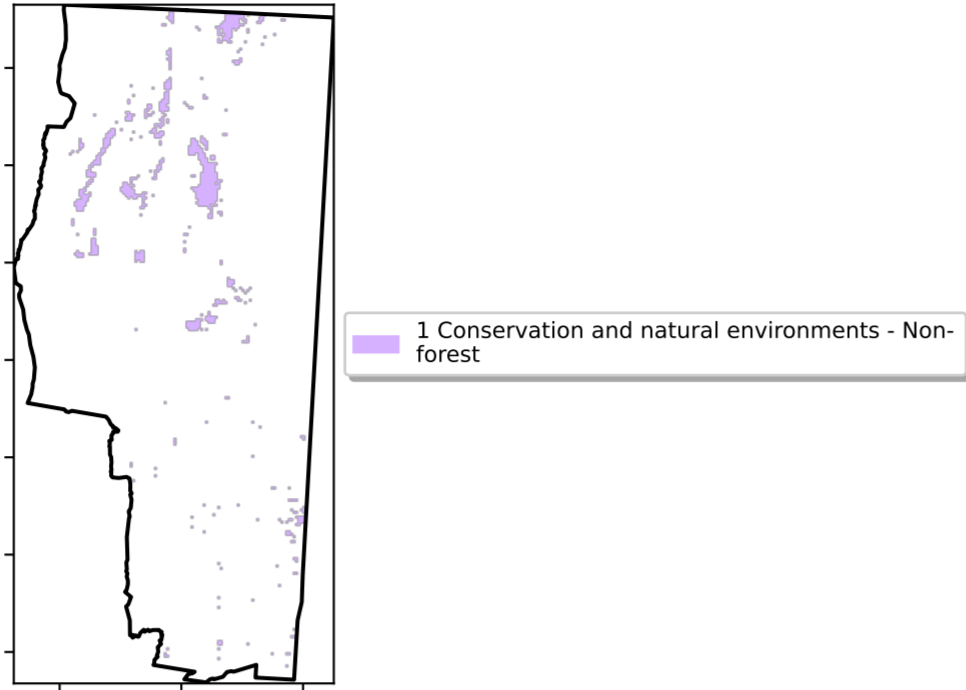 1 Conservation and natural environments - Non-
forest